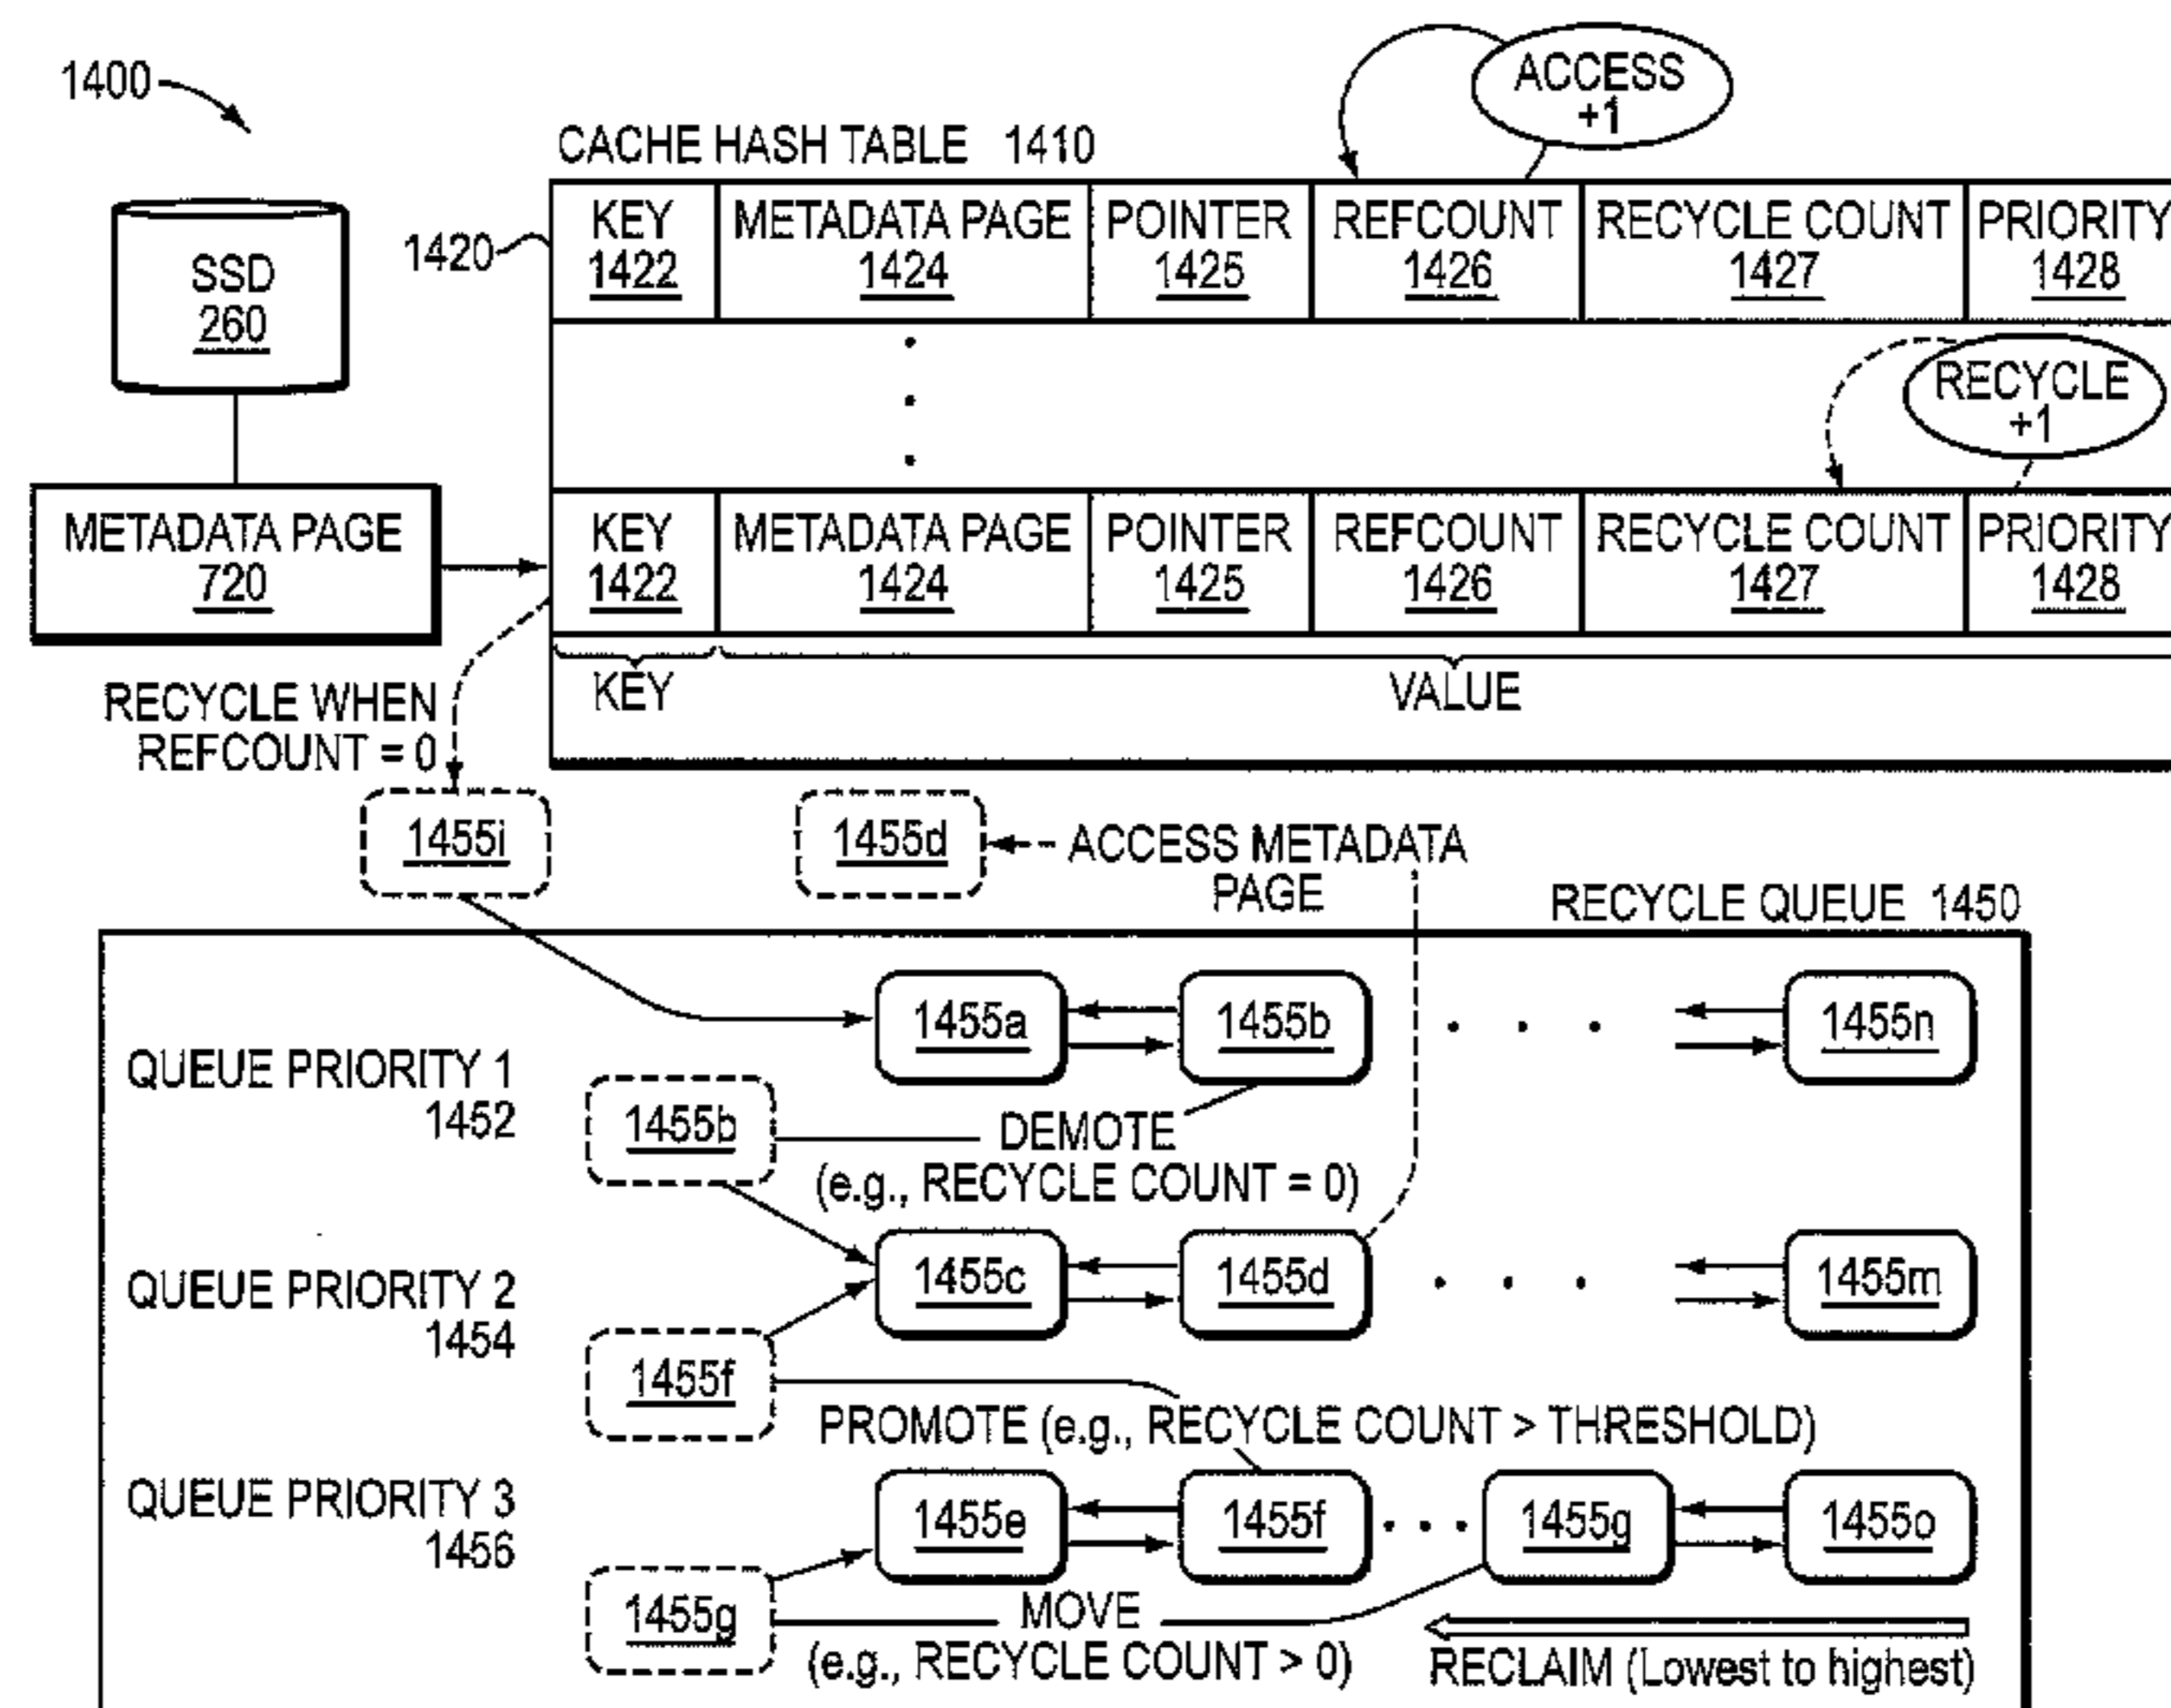 1400
ACCESS
+1
CACHE HASH TABLE 1410
SSD
260
1420
KEY
1422
METADATA PAGE
1424
POINTER
1425
REFCOUNT
1426
RECYCLE COUNT
1427
PRIORITY
1428
RECYCLE
+1
METADATA PAGE
720
KEY
1422
METADATA PAGE
1424
POINTER
1425
REFCOUNT
1426
RECYCLE COUNT
1427
PRIORITY
1428
KEY
VALUE
RECYCLE WHEN
REFCOUNT = 0
1455i
1455d
ACCESS METADATA
PAGE
RECYCLE QUEUE 1450
QUEUE PRIORITY 1
1452
1455a
1455b
1455n
1455b
DEMOTE
(e.g., RECYCLE COUNT = 0)
QUEUE PRIORITY 2
1454
1455c
1455d
1455m
1455f
PROMOTE (e.g., RECYCLE COUNT > THRESHOLD)
QUEUE PRIORITY 3
1456
1455e
1455f
1455g
1455o
1455g
MOVE
(e.g., RECYCLE COUNT > 0)
RECLAIM (Lowest to highest)